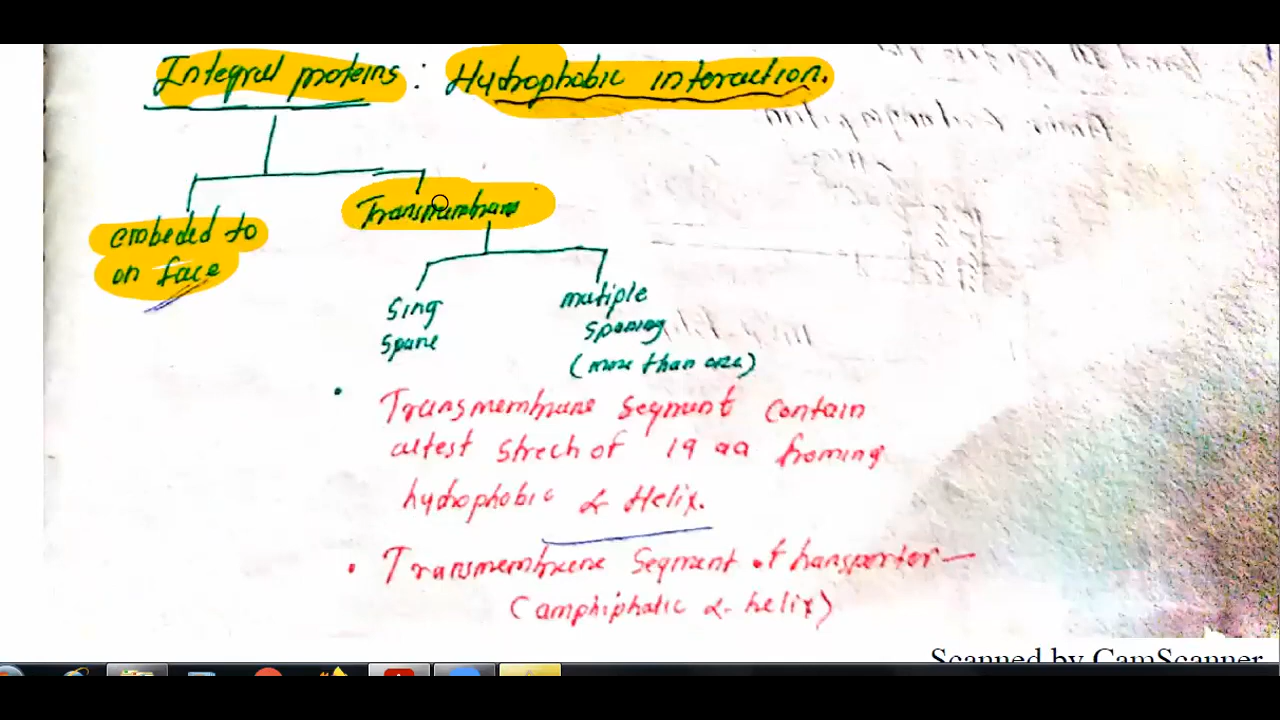 Integral proteins : Hydrophobic interaction.
embeded to
on face
Transmembrane
Sing
spane
multiple
spaning
(more than one)
• Transmembrane segment contain
atlest strech of 19 aa froming
hydrophobic α Helix.
• Transmembrane segment of transporter—
(amphiphatic α- helix)
Scanned by CamScanner